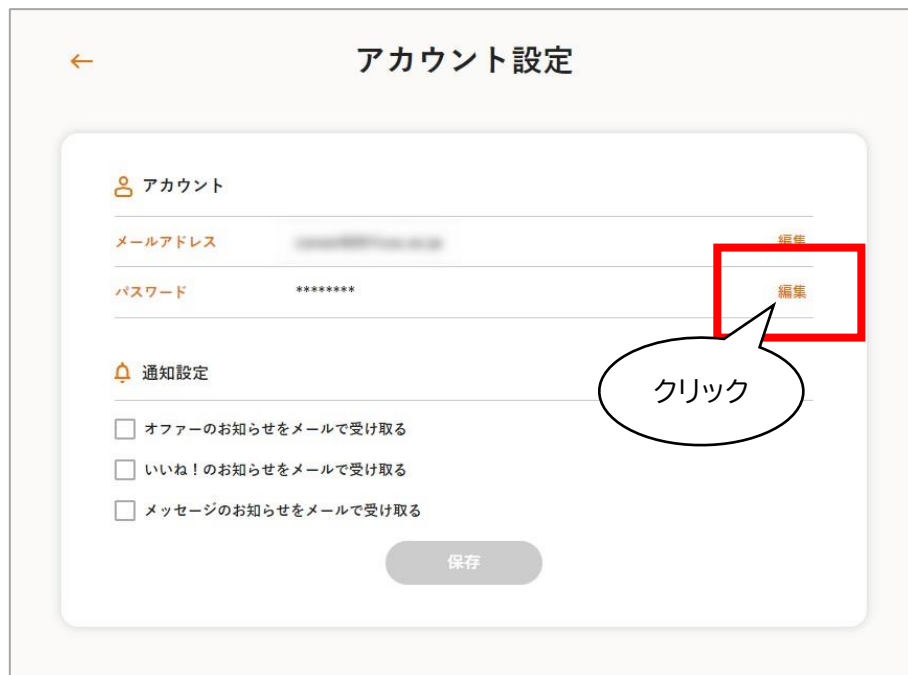 ←
アカウント設定
アカウント
メールアドレス 編集
パスワード ******** 編集
クリック
通知設定
オファーのお知らせをメールで受け取る
いいね！のお知らせをメールで受け取る
メッセージのお知らせをメールで受け取る
保存